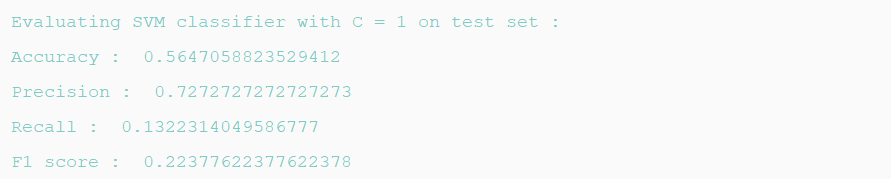 Evaluating SVM classifier with C = 1 on test set :
Accuracy :  0.5647058823529412
Precision :  0.7272727272727273
Recall :  0.1322314049586777
F1 score :  0.22377622377622378